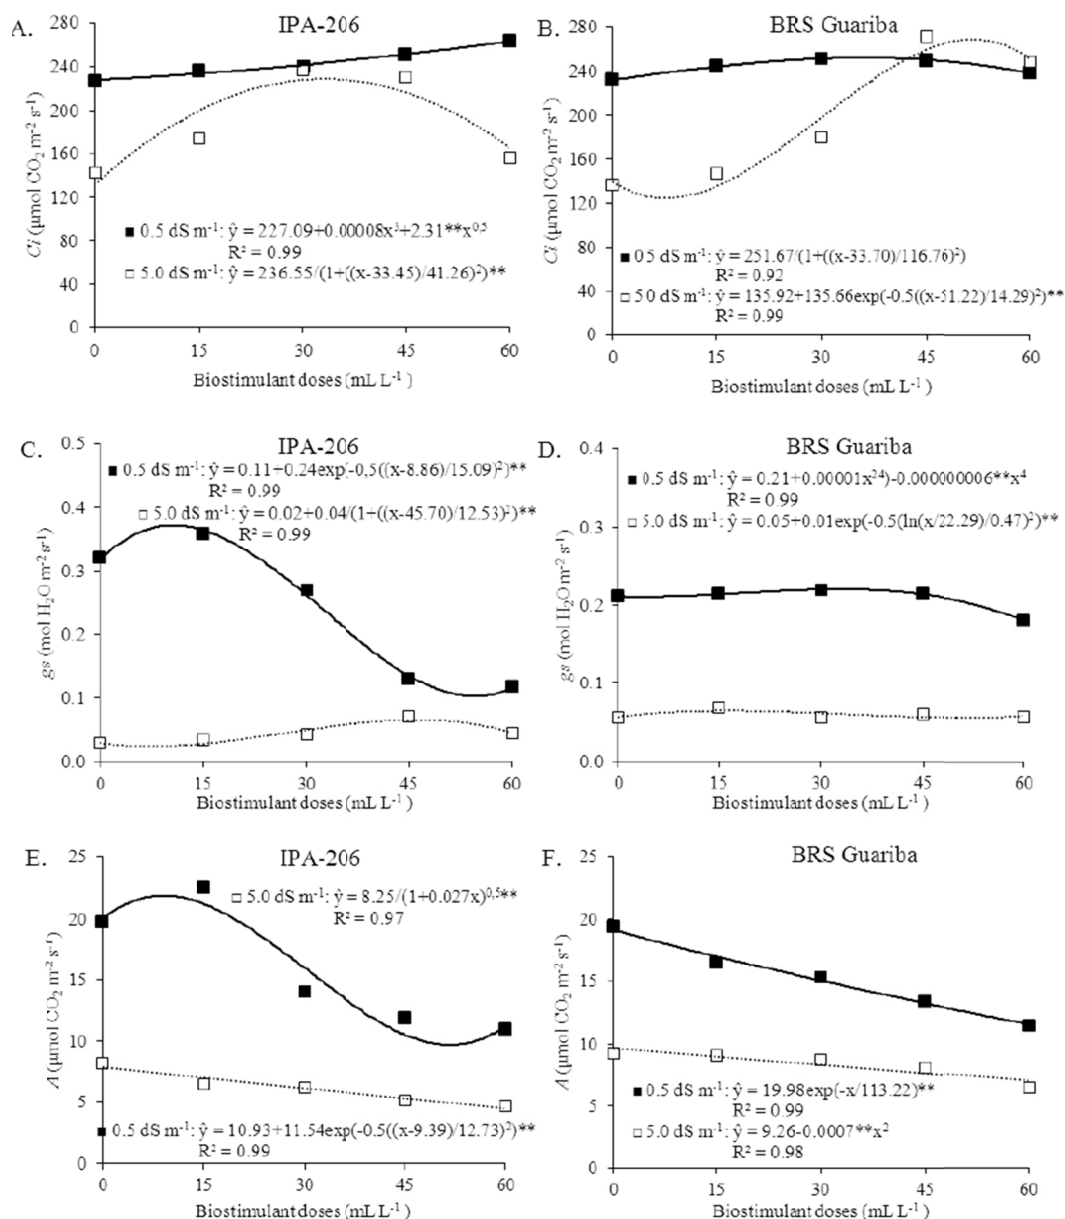 A.
IPA-206
280
240
200
160
120
80
40
0
Ci (μmol CO₂ m⁻² s⁻¹)
■ 0.5 dS m⁻¹: ŷ = 227.09+0.00008x³+2.31**x⁰,⁵
R² = 0.99
□ 5.0 dS m⁻¹: ŷ = 236.55/(1+((x-33.45)/41.26)²)**
0 15 30 45 60
Biostimulant doses (mL L⁻¹)
B.
BRS Guariba
280
240
200
160
120
80
40
0
Ci (μmol CO₂ m⁻² s⁻¹)
■ 05 dS m⁻¹: ŷ = 251.67/(1+((x-33.70)/116.76)²)
R² = 0.92
□ 50 dS m⁻¹: ŷ = 135.92+135.66exp(-0.5((x-51.22)/14.29)²)**
R² = 0.99
0 15 30 45 60
Biostimulant doses (mL L⁻¹)
C.
IPA-206
0.5
0.4
0.3
0.2
0.1
0.0
gs (mol H₂O m⁻² s⁻¹)
■ 0.5 dS m⁻¹: ŷ = 0.11+0.24exp(-0,5((x-8.86)/15.09)²)**
R² = 0.99
□ 5.0 dS m⁻¹: ŷ = 0.02+0.04/(1+((x-45.70)/12.53)²)**
R² = 0.99
0 15 30 45 60
Biostimulant doses (mL L⁻¹)
D.
BRS Guariba
0.4
0.3
0.2
0.1
0.0
gs (mol H₂O m⁻² s⁻¹)
■ 0.5 dS m⁻¹: ŷ = 0.21+0.00001x²⁴)-0.000000006**x⁴
R² = 0.99
□ 5.0 dS m⁻¹: ŷ = 0.05+0.01exp(-0.5(ln(x/22.29)/0.47)²)**
0 15 30 45 60
Biostimulant doses (mL L⁻¹)
E.
IPA-206
25
20
15
10
5
0
A (μmol CO₂ m⁻² s⁻¹)
□ 5.0 dS m⁻¹: ŷ = 8.25/(1+0.027x)⁰,⁵**
R² = 0.97
■ 0.5 dS m⁻¹: ŷ = 10.93+11.54exp(-0.5((x-9.39)/12.73)²)**
R² = 0.99
0 15 30 45 60
Biostimulant doses (mL L⁻¹)
F.
BRS Guariba
25
20
15
10
5
0
A (μmol CO₂ m⁻² s⁻¹)
■ 0.5 dS m⁻¹: ŷ = 19.98exp(-x/113.22)**
R² = 0.99
□ 5.0 dS m⁻¹: ŷ = 9.26-0.0007**x²
R² = 0.98
0 15 30 45 60
Biostimulant doses (mL L⁻¹)